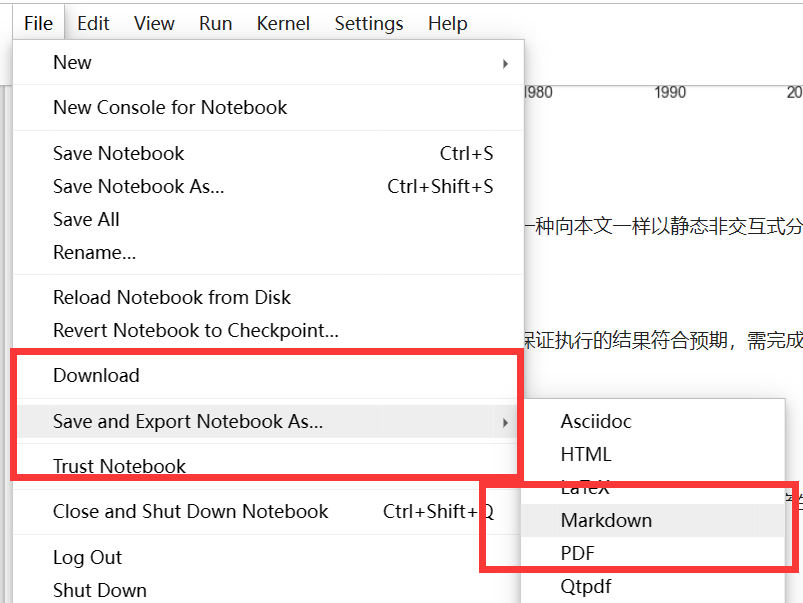 File Edit View Run Kernel Settings Help
New
1980 1990 20
New Console for Notebook
Save Notebook Ctrl+S
Save Notebook As... Ctrl+Shift+S
Save All
一种向本文一样以静态非交互式分
Rename...
Reload Notebook from Disk
Revert Notebook to Checkpoint...
保证执行的结果符合预期，需完成
Download
Save and Export Notebook As...
Asciidoc
HTML
Trust Notebook
LaTeX
Close and Shut Down Notebook Ctrl+Shift+Q
Markdown
PDF
Log Out
Qtpdf
Shut Down